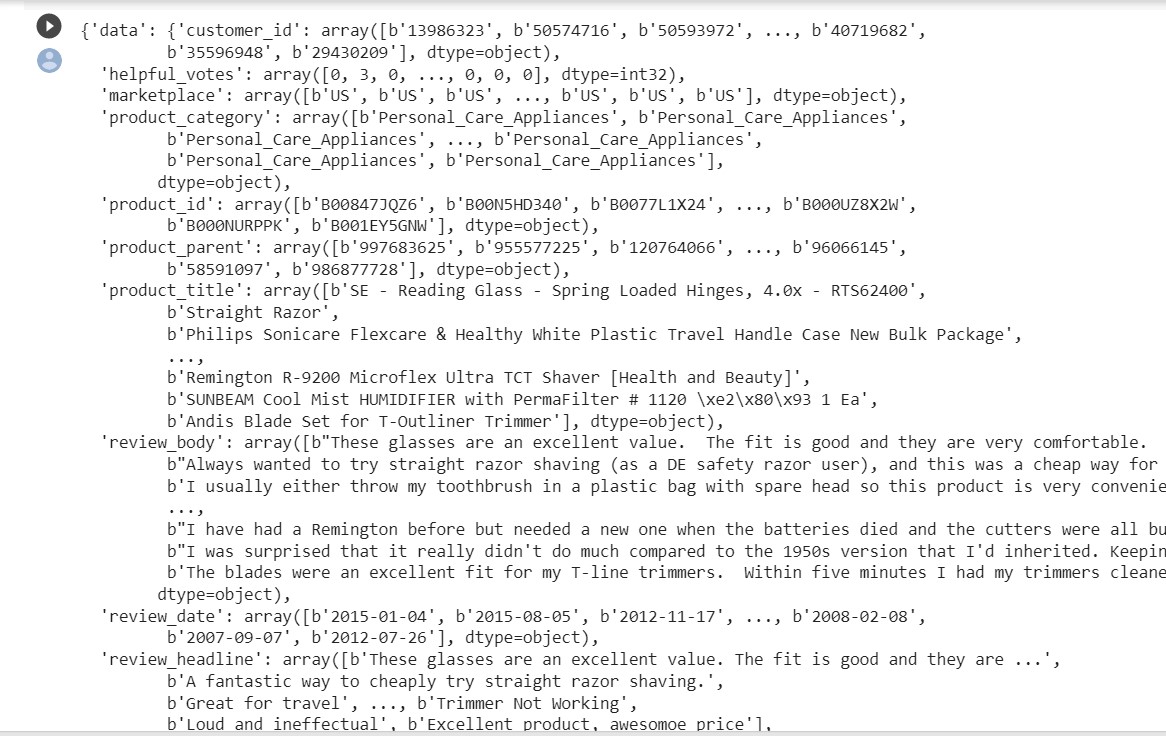 {'data': {'customer_id': array([b'13986323', b'50574716', b'50593972', ..., b'40719682',
b'35596948', b'29430209'], dtype=object),
'helpful_votes': array([0, 3, 0, ..., 0, 0, 0], dtype=int32),
'marketplace': array([b'US', b'US', b'US', ..., b'US', b'US', b'US'], dtype=object),
'product_category': array([b'Personal_Care_Appliances', b'Personal_Care_Appliances',
b'Personal_Care_Appliances', ..., b'Personal_Care_Appliances',
b'Personal_Care_Appliances', b'Personal_Care_Appliances'],
dtype=object),
'product_id': array([b'B00847JQZ6', b'B00N5HD340', b'B0077L1X24', ..., b'B000UZ8X2W',
b'B000NURPPK', b'B001EY5GNW'], dtype=object),
'product_parent': array([b'997683625', b'955577225', b'120764066', ..., b'96066145',
b'58591097', b'986877728'], dtype=object),
'product_title': array([b'SE - Reading Glass - Spring Loaded Hinges, 4.0x - RTS62400',
b'Straight Razor',
b'Philips Sonicare Flexcare & Healthy White Plastic Travel Handle Case New Bulk Package',
...,
b'Remington R-9200 Microflex Ultra TCT Shaver [Health and Beauty]',
b'SUNBEAM Cool Mist HUMIDIFIER with PermaFilter # 1120 \xe2\x80\x93 1 Ea',
b'Andis Blade Set for T-Outliner Trimmer'], dtype=object),
'review_body': array([b"These glasses are an excellent value.  The fit is good and they are very comfortable.
b"Always wanted to try straight razor shaving (as a DE safety razor user), and this was a cheap way for
b'I usually either throw my toothbrush in a plastic bag with spare head so this product is very convenie
...,
b"I have had a Remington before but needed a new one when the batteries died and the cutters were all bu
b"I was surprised that it really didn't do much compared to the 1950s version that I'd inherited. Keepin
b'The blades were an excellent fit for my T-line trimmers.  Within five minutes I had my trimmers cleane
dtype=object),
'review_date': array([b'2015-01-04', b'2015-08-05', b'2012-11-17', ..., b'2008-02-08',
b'2007-09-07', b'2012-07-26'], dtype=object),
'review_headline': array([b'These glasses are an excellent value. The fit is good and they are ...',
b'A fantastic way to cheaply try straight razor shaving.',
b'Great for travel', ..., b'Trimmer Not Working',
b'Loud and ineffectual', b'Excellent product, awesomoe price'],